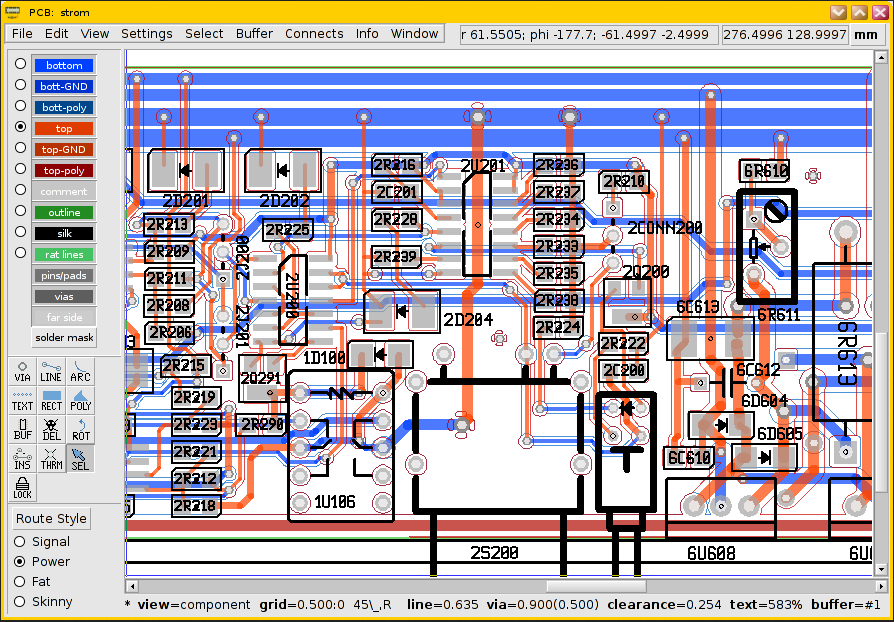 PCB: strom
File Edit View Settings Select Buffer Connects Info Window
r 61.5505; phi -177.7; -61.4997 -2.4999
276.4996 128.9997
mm
bottom
bott-GND
bott-poly
top
top-GND
top-poly
comment
outline
silk
rat lines
pins/pads
vias
far side
solder mask
VIA LINE ARC
TEXT RECT POLY
BUF DEL ROT
INS THRM SEL
LOCK
Route Style
Signal
Power
Fat
Skinny
2R216 2U201 2R236 6R610
2C201 2R237 2R210
2D201 2D202
2R213 2R225 2R228 2R234 2CONN200
2R209 2C202 2R239 2R233
2R211 2U200 2R235 2Q200
2R208 2J201 2R238 6C613 6R611
2R206 2D204 2R224
3 1D100 2R222 6R613
2R215 2Q291 2C200 6C612
2R219 6D604
2R223 2R290 6D605
2R221 6C610
2R212
2R218 1U106
2S200 6U608 6U
* view=component grid=0.500:0 45\_,R line=0.635 via=0.900(0.500) clearance=0.254 text=583% buffer=#1